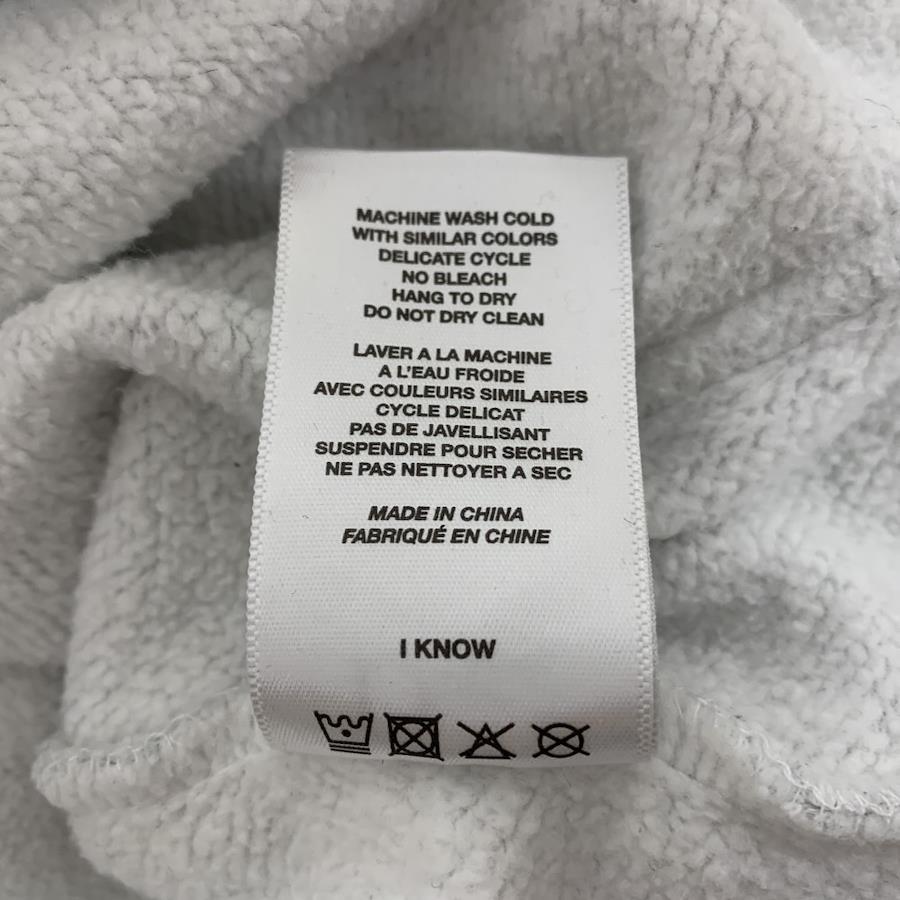 MACHINE WASH COLD
WITH SIMILAR COLORS
DELICATE CYCLE
NO BLEACH
HANG TO DRY
DO NOT DRY CLEAN
LAVER A LA MACHINE
A L'EAU FROIDE
AVEC COULEURS SIMILAIRES
CYCLE DELICAT
PAS DE JAVELLISANT
SUSPENDRE POUR SECHER
NE PAS NETTOYER A SEC
MADE IN CHINA
FABRIQUÉ EN CHINE
I KNOW